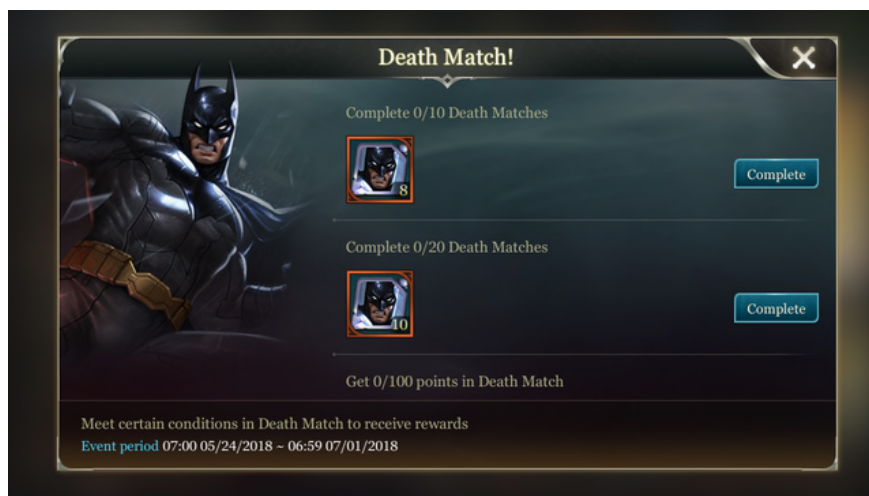 Death Match!
Complete 0/10 Death Matches
8
Complete
Complete 0/20 Death Matches
10
Complete
Get 0/100 points in Death Match
Meet certain conditions in Death Match to receive rewards
Event period 07:00 05/24/2018 ~ 06:59 07/01/2018